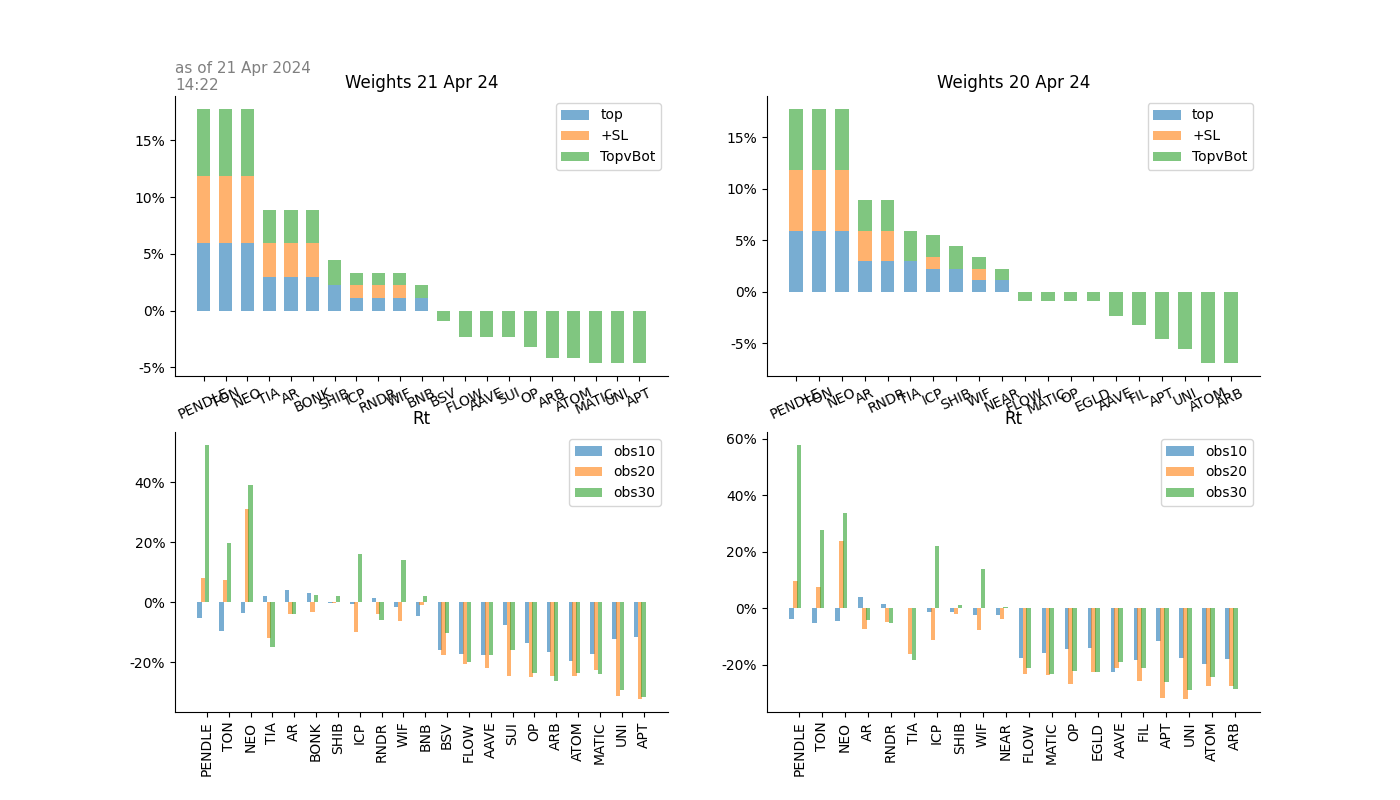 as of 21 Apr 2024
14:22
Weights 21 Apr 24
top
+SL
TopvBot
15%
10%
5%
0%
-5%
PENDLE TON NEO TIA AR BONK SHIB ICP RNDR WIF BNB BSV FLOW AAVE SUI OP ARB ATOM MATIC UNI APT
Weights 20 Apr 24
top
+SL
TopvBot
15%
10%
5%
0%
-5%
PENDLE TON NEO AR RNDR TIA ICP SHIB WIF NEAR FLOW MATIC OP EGLD AAVE FIL APT UNI ATOM ARB
Rt
obs10
obs20
obs30
40%
20%
0%
-20%
PENDLE TON NEO TIA AR BONK SHIB ICP RNDR WIF BNB BSV FLOW AAVE SUI OP ARB ATOM MATIC UNI APT
Rt
obs10
obs20
obs30
60%
40%
20%
0%
-20%
PENDLE TON NEO AR RNDR TIA ICP SHIB WIF NEAR FLOW MATIC OP EGLD AAVE FIL APT UNI ATOM ARB